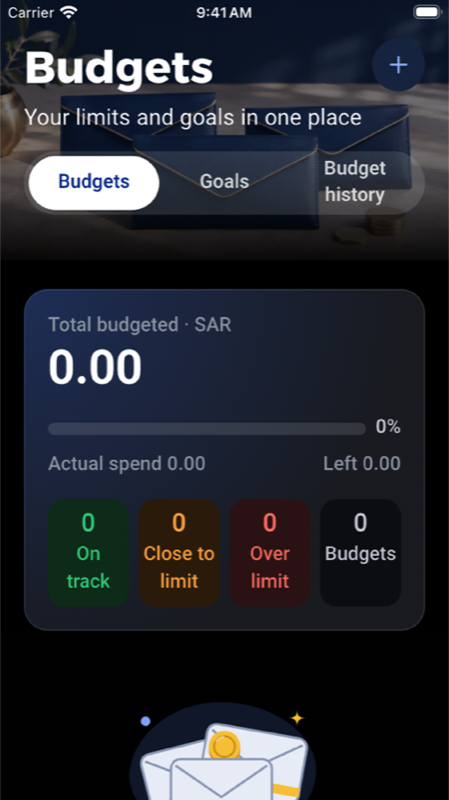 Carrier 9:41 AM
Budgets
Your limits and goals in one place
Budgets
Goals
Budget
history
Total budgeted · SAR
0.00
0%
Actual spend 0.00
Left 0.00
0
On
track
0
Close to
limit
0
Over
limit
0
Budgets